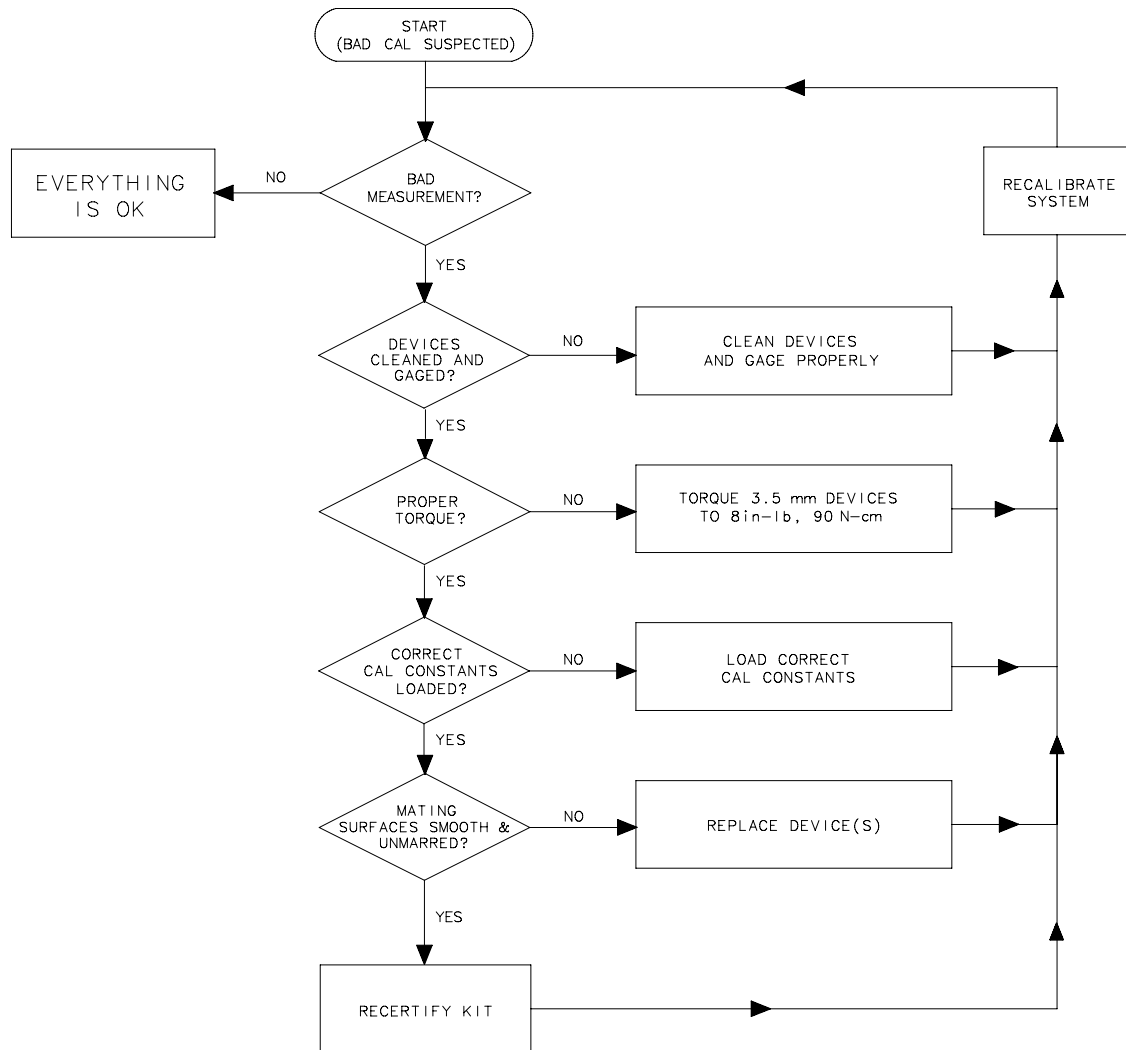 START
(BAD CAL SUSPECTED)
BAD
MEASUREMENT?
NO
EVERYTHING
IS OK
RECALIBRATE
SYSTEM
YES
DEVICES
CLEANED AND
GAGED?
NO
CLEAN DEVICES
AND GAGE PROPERLY
YES
PROPER
TORQUE?
NO
TORQUE 3.5 mm DEVICES
TO 8in-lb, 90 N-cm
YES
CORRECT
CAL CONSTANTS
LOADED?
NO
LOAD CORRECT
CAL CONSTANTS
YES
MATING
SURFACES SMOOTH &
UNMARRED?
NO
REPLACE DEVICE(S)
YES
RECERTIFY KIT